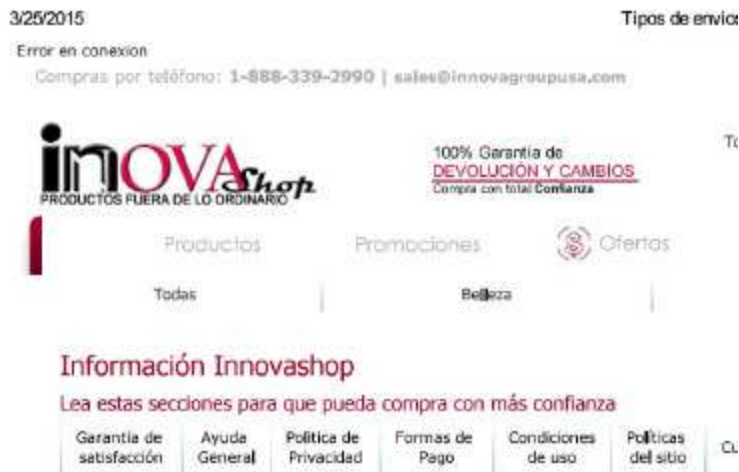 3/25/2015 Tipos de envios
Error en conexion
Compras por teléfono: 1-888-339-2990 | sales@innovagroupusa.com
inOVA Shop
PRODUCTOS FUERA DE LO ORDINARIO
100% Garantia de
DEVOLUCIÓN Y CAMBIOS
Compra con total Confianza
Productos Promociones Ofertas
Todas Belleza
Información Innovashop
Lea estas secciones para que pueda compra con más confianza
Garantia de satisfacción Ayuda General Politica de Privacidad Formas de Pago Condiciones de uso Políticas del sitio